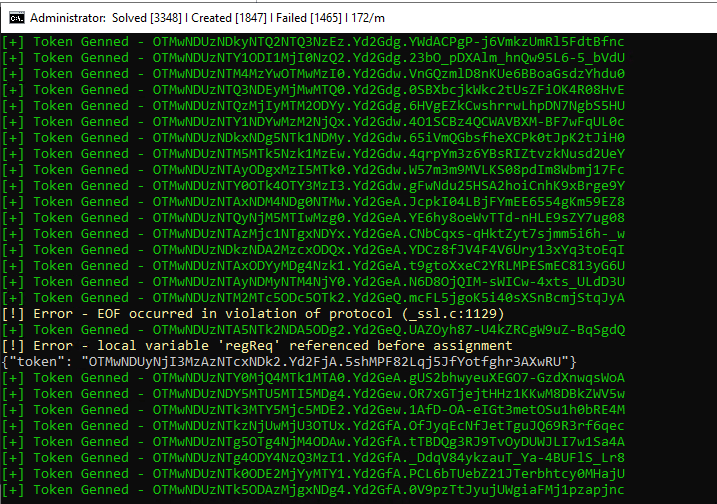 Administrator:  Solved [3348] | Created [1847] | Failed [1465] | 172/m
[+] Token Genned - OTMwNDUzNDkyNTQ2NTQ3NzEz.Yd2Gdg.YWdACPgP-j6VmkzUmRl5FdtBfnc
[+] Token Genned - OTMwNDUzNTY1ODI1MjI0NzQ2.Yd2Gdg.23bO_pDXAlm_hnQw95L6-5_bVdU
[+] Token Genned - OTMwNDUzNTM4MzYwOTMwMzI0.Yd2Gdw.VnGQzmlD8nKUe6BBoaGsdzYhdu0
[+] Token Genned - OTMwNDUzNTQ3NDEyMjMwMTQ0.Yd2Gdg.0SBXbcjkWkc2tUsZFiOK4R08HvE
[+] Token Genned - OTMwNDUzNTQzMjIyMTM2ODYy.Yd2Gdg.6HVgEZkCwshrrwLhpDN7NgbS5HU
[+] Token Genned - OTMwNDUzNTY1NDYwMzM2NjQx.Yd2Gdg.4O1SCBz4QCWAVBXM-BF7wFqUL0c
[+] Token Genned - OTMwNDUzNDkxNDg5NTk1NDMy.Yd2Gdg.65iVmQGbsfheXCPk0tJpK2tJiH0
[+] Token Genned - OTMwNDUzNTM5MTk5Nzk1MzEw.Yd2Gdg.4qrpYm3z6YBsRIZtvzkNusd2UeY
[+] Token Genned - OTMwNDUzNTAyODgxMzI5MTk0.Yd2Gdw.W57m3m9MVLKS08pdIm8Wbmj17Fc
[+] Token Genned - OTMwNDUzNTY0OTk4OTY3MzI3.Yd2Gdg.gFwNdu25HSA2hoiCnhK9xBrge9Y
[+] Token Genned - OTMwNDUzNTAxNDM4NDg0NTMw.Yd2GeA.JcpkI04LBjFYmEE6554gKm59EZ8
[+] Token Genned - OTMwNDUzNTQyNjM5MTIwMzg0.Yd2GeA.YE6hy8oeWvTTd-nHLE9sZY7ug08
[+] Token Genned - OTMwNDUzNTAzMjc1NTgxNDYx.Yd2GeA.CNbCqxs-qHktZyt7sjmm5i6h-_w
[+] Token Genned - OTMwNDUzNDkzNDA2MzcxODQx.Yd2GeA.YDCz8fJV4F4V6Ury13xYq3toEqI
[+] Token Genned - OTMwNDUzNTAxODYyMDg4Nzk1.Yd2GeA.t9gtoXxeC2YRLMPESmEC813yG6U
[+] Token Genned - OTMwNDUzNTAyNDMyNTM4NjY0.Yd2GeA.N6D8OjQIM-sWICw-4xts_ULdD3U
[+] Token Genned - OTMwNDUzNTM2MTc5ODc5OTk2.Yd2GeQ.mcFL5jgoK5i40sXSnBcmjStqJyA
[!] Error - EOF occurred in violation of protocol (_ssl.c:1129)
[+] Token Genned - OTMwNDUzNTA5NTk2NDA5ODg2.Yd2GeQ.UAZOyh87-U4kZRCgW9uZ-BqSgdQ
[!] Error - local variable 'regReq' referenced before assignment
{"token": "OTMwNDUyNjI3MzAzNTcxNDk2.Yd2FjA.5shMPF82Lqj5JfYotfghr3AXwRU"}
[+] Token Genned - OTMwNDUzNTY0MjQ4MTk1MTA0.Yd2GeA.gUS2bhwyeuXEGO7-GzdXnwqsWoA
[+] Token Genned - OTMwNDUzNDY5MTU5MTI5MDg4.Yd2Gew.OR7xGTjejtHHz1KKwM8DBkZWV5w
[+] Token Genned - OTMwNDUzNTk3MTY5Mjc5MDE2.Yd2Gew.1AfD-OA-eIGt3metOSu1h0bRE4M
[+] Token Genned - OTMwNDUzNTkzNjUwMjU3OTUx.Yd2GfA.OfJyqEcNfJetTguJQ69R3rf6qec
[+] Token Genned - OTMwNDUzNTg5OTg4NjM4ODAw.Yd2GfA.tTBDQg3RJ9TvOyDUWJLI7w1Sa4A
[+] Token Genned - OTMwNDUzNTg4ODY4NzQ3MzI1.Yd2GfA._DdqV84ykzauT_Ya-4BUFlS_Lr8
[+] Token Genned - OTMwNDUzNTk0ODE2MjYyMTY1.Yd2GfA.PCL6bTUebZ21JTerbhtcy0MHajU
[+] Token Genned - OTMwNDUzNTk5ODAzMjgxNDg4.Yd2GfA.0V9pzTtJyujUWgiaFMj1pzapjnc